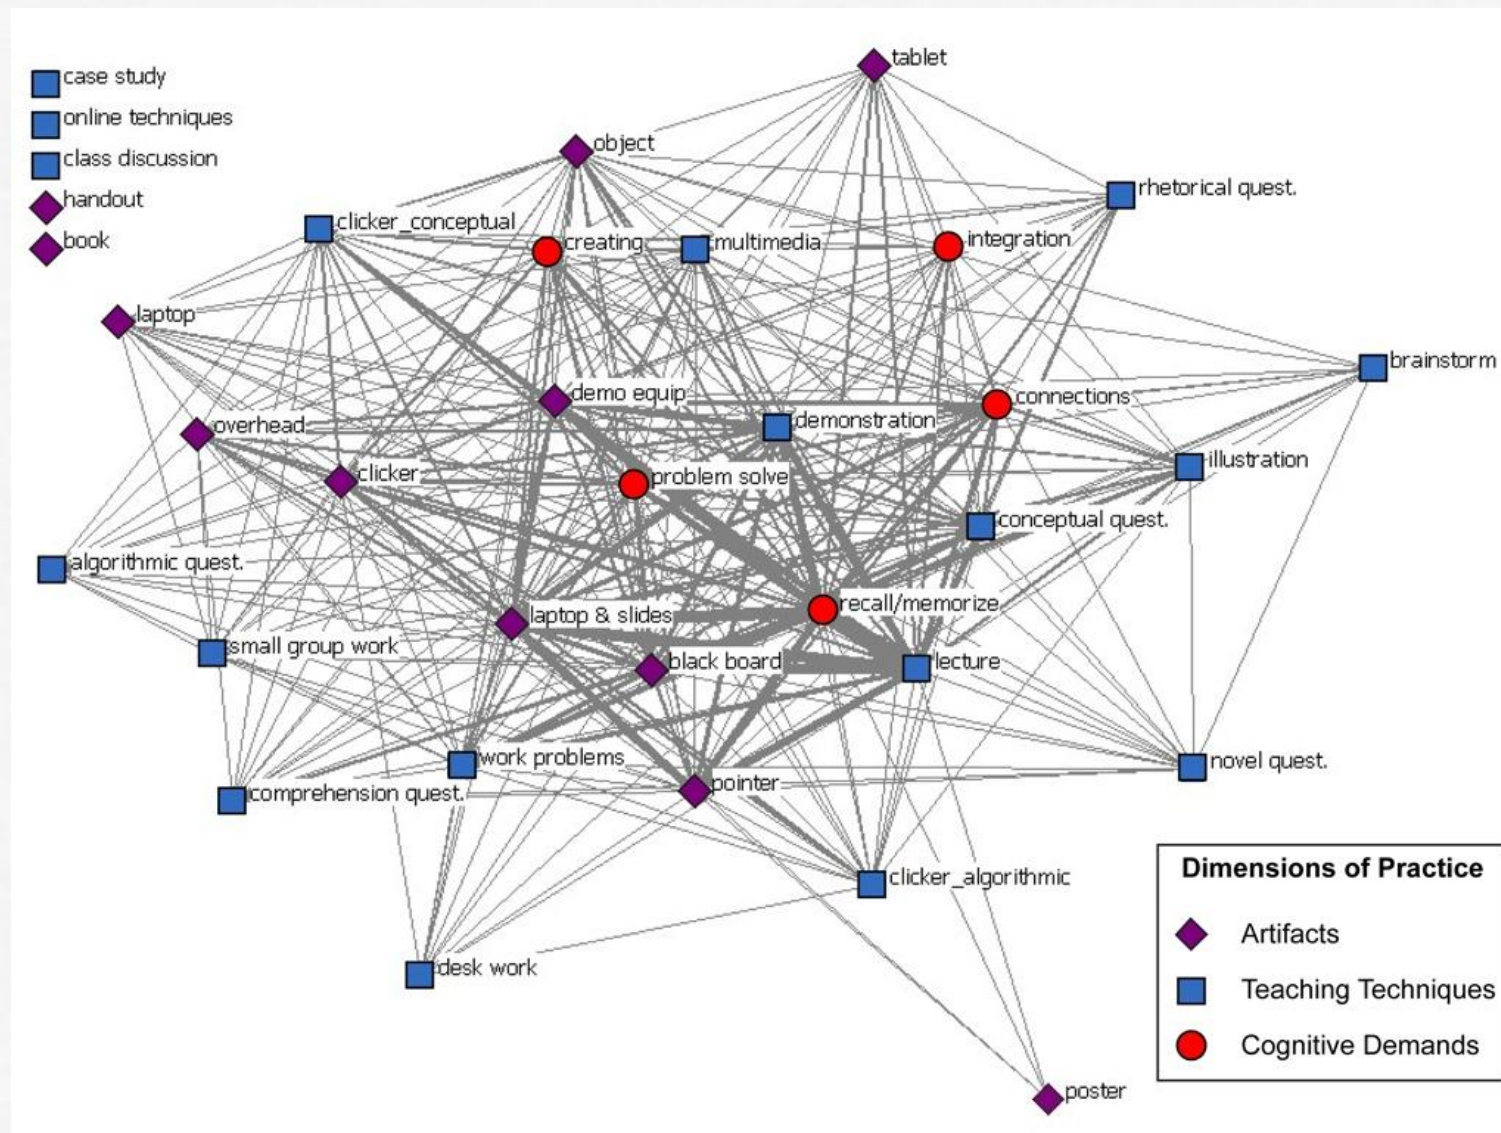 case study
online techniques
class discussion
handout
book
tablet
object
rhetorical quest.
clicker_conceptual
creating
multimedia
integration
laptop
brainstorm
demo equip
connections
demonstration
overhead
illustration
clicker
problem solve
conceptual quest.
algorithmic quest.
laptop & slides
recall/memorize
small group work
black board
lecture
work problems
novel quest.
comprehension quest.
pointer
clicker_algorithmic
desk work
poster
Dimensions of Practice
Artifacts
Teaching Techniques
Cognitive Demands